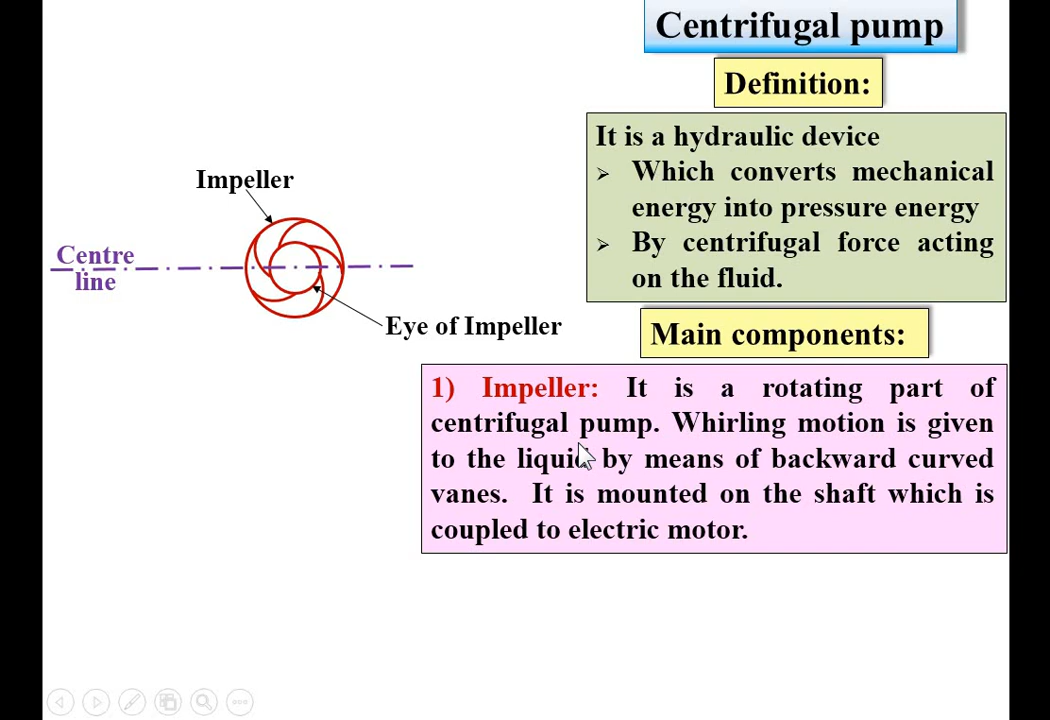 Centrifugal pump
Definition:
It is a hydraulic device
➢ Which converts mechanical
energy into pressure energy
➢ By centrifugal force acting
on the fluid.
Impeller
Centre
line
Eye of Impeller
Main components:
1) Impeller: It is a rotating part of
centrifugal pump. Whirling motion is given
to the liquid by means of backward curved
vanes. It is mounted on the shaft which is
coupled to electric motor.